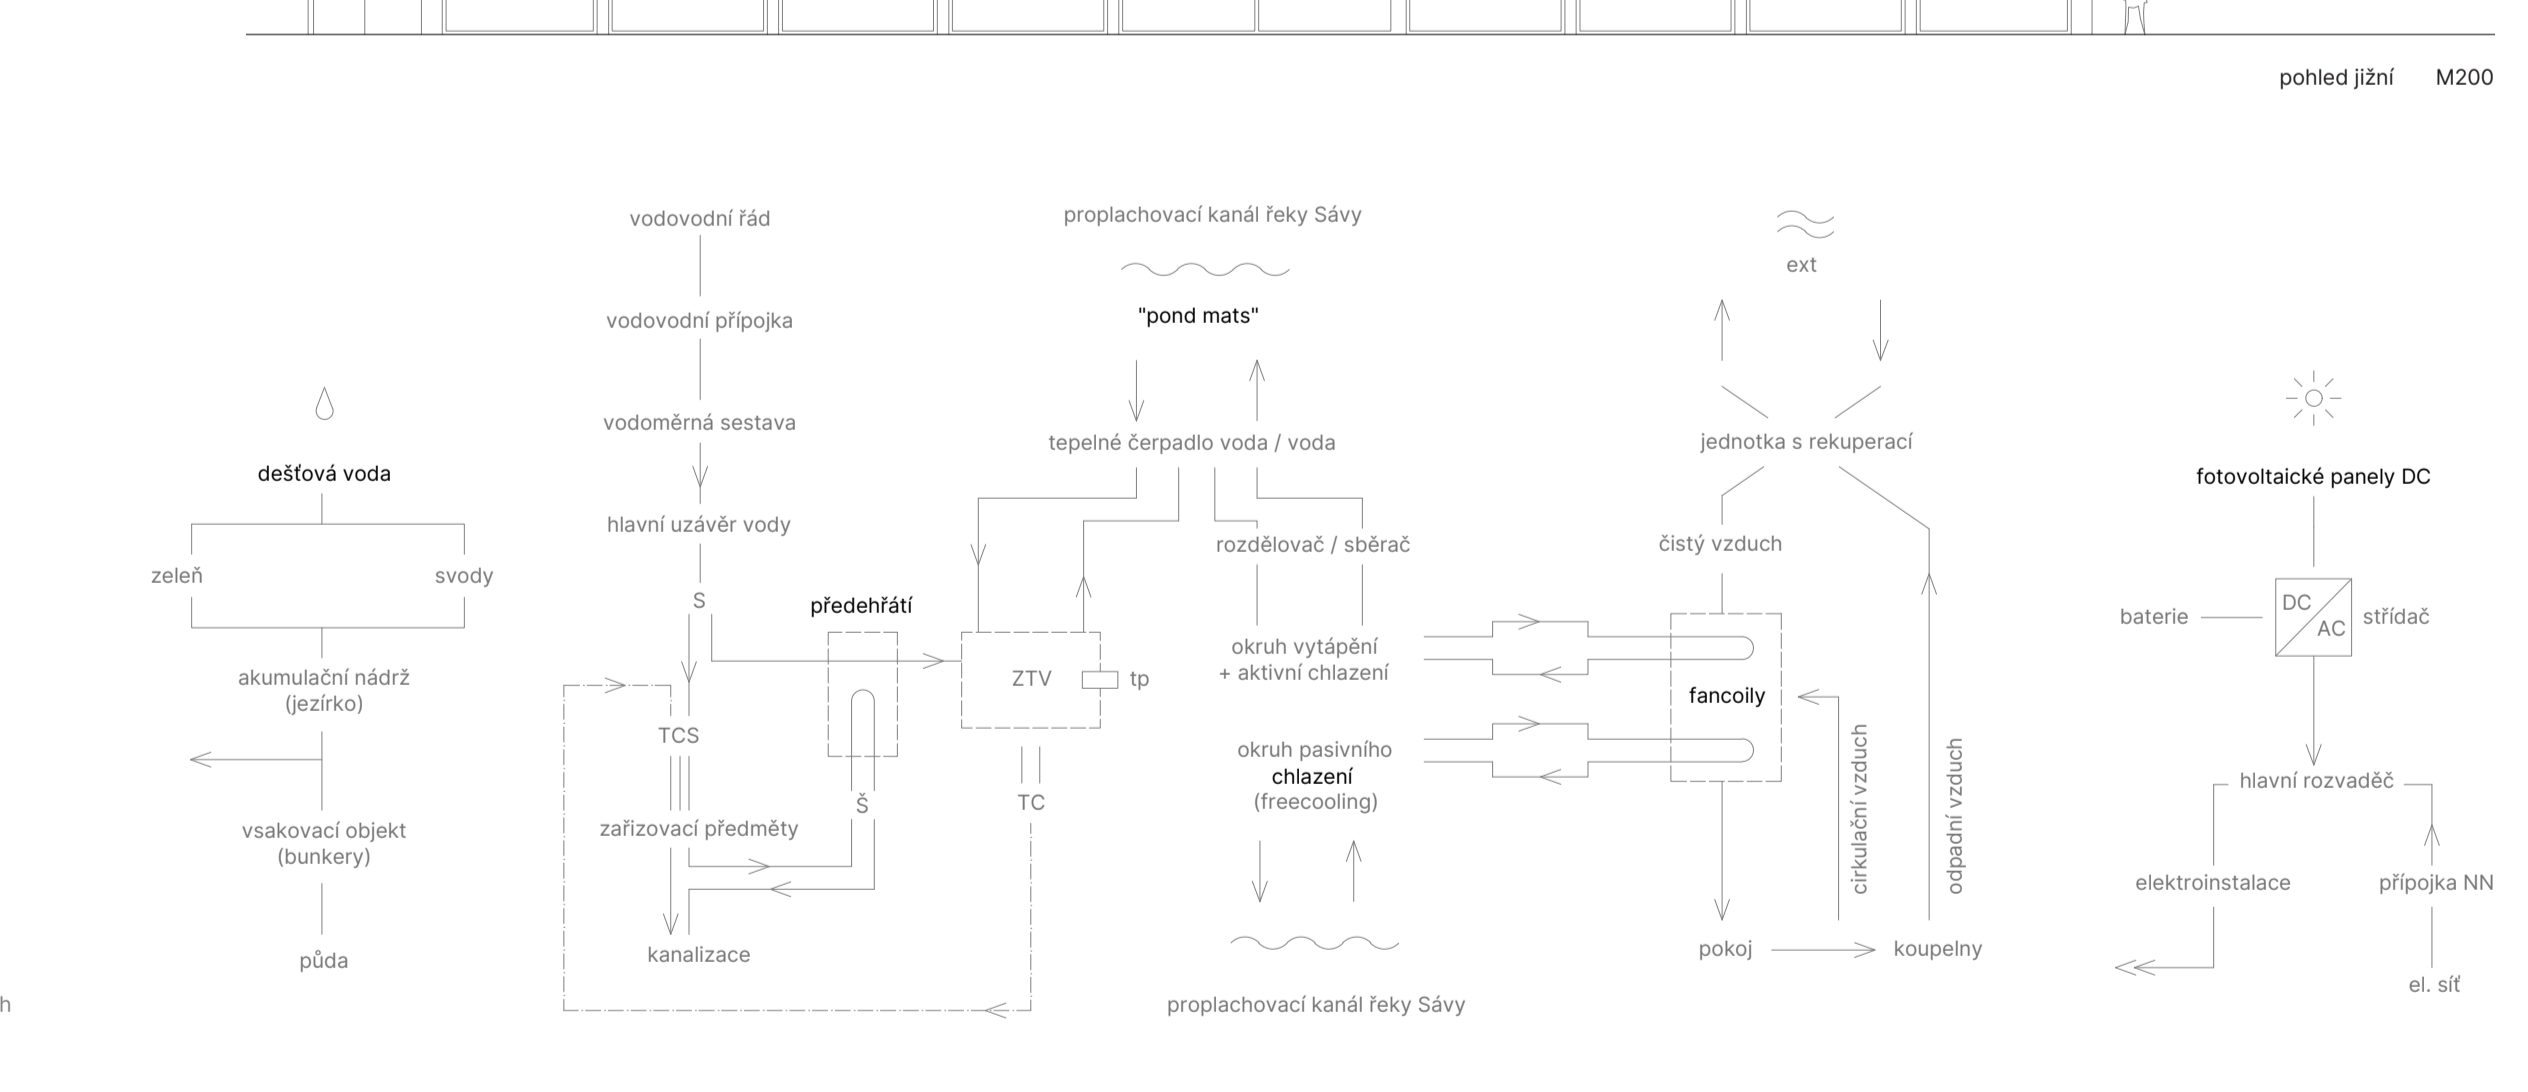 pohled jižní M200
dešťová voda
zeleň
svody
akumulační nádrž
(jezírko)
vsakovací objekt
(bunkery)
půda
h
vodovodní řád
vodovodní přípojka
vodoměrná sestava
hlavní uzávěr vody
S
předehřátí
TCS
zařizovací předměty
Š
kanalizace
ZTV
tp
TC
proplachovací kanál řeky Sávy
"pond mats"
tepelné čerpadlo voda / voda
rozdělovač / sběrač
okruh vytápění
+ aktivní chlazení
okruh pasivního
chlazení
(freecooling)
proplachovací kanál řeky Sávy
ext
jednotka s rekuperací
čistý vzduch
fancoily
cirkulační vzduch
odpadní vzduch
pokoj
koupelny
fotovoltaické panely DC
baterie
DC
AC
střídač
hlavní rozvaděč
elektroinstalace
přípojka NN
el. síť